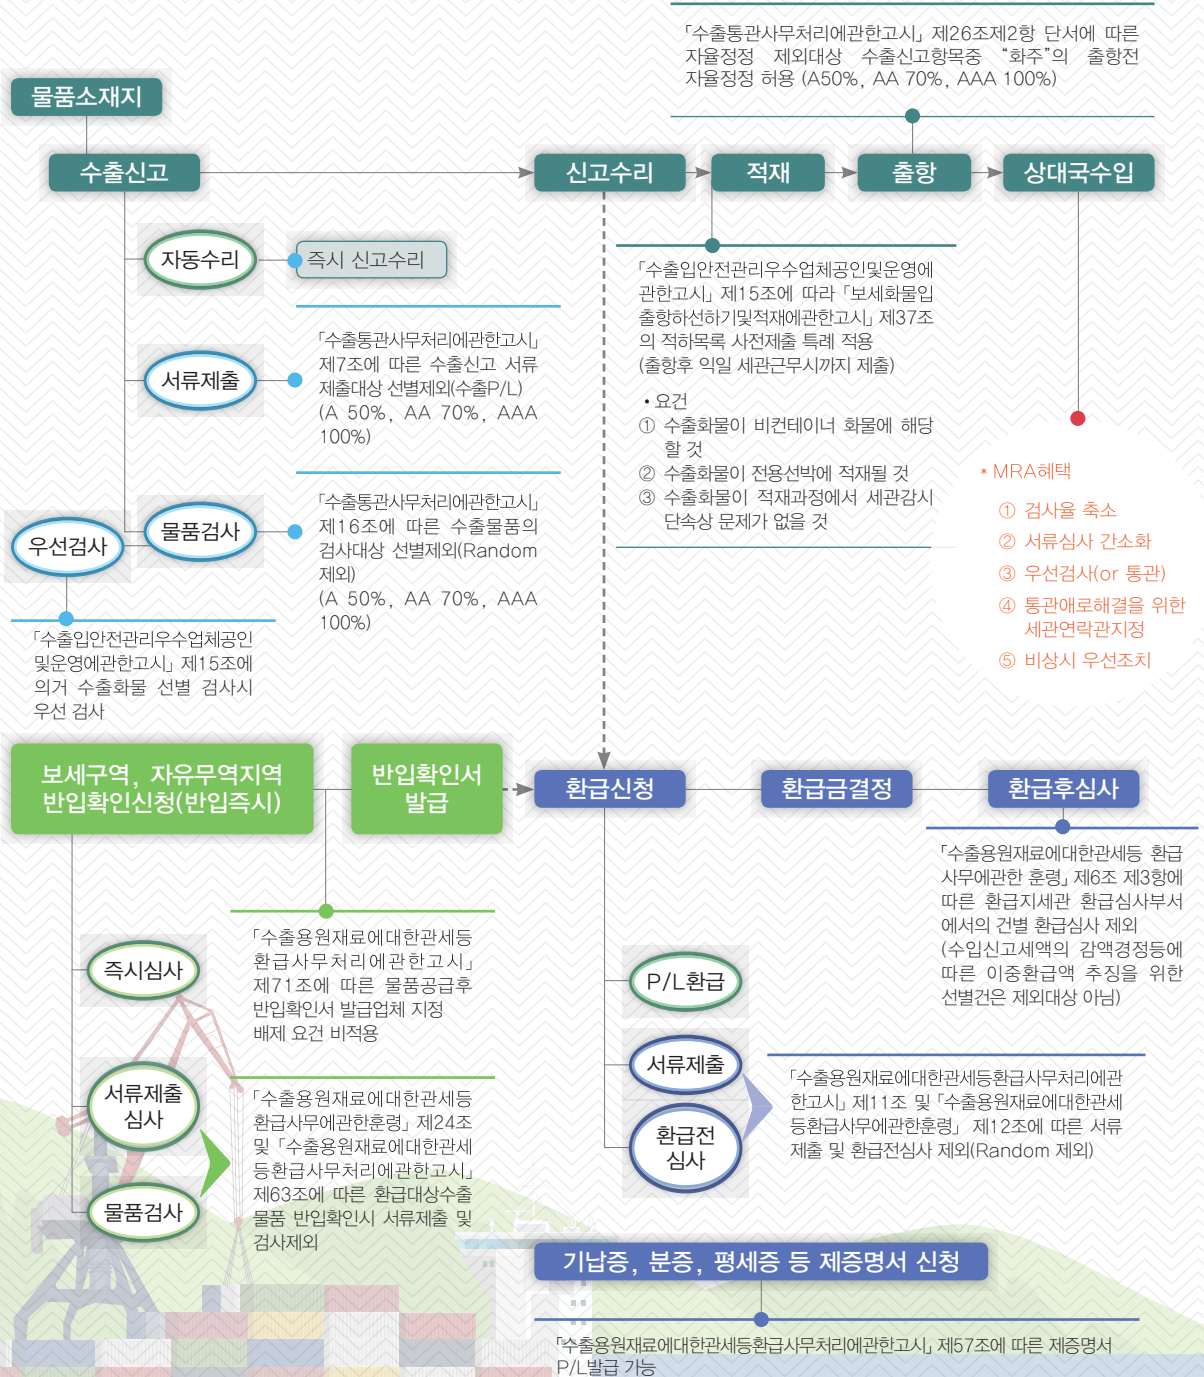 「수출통관사무처리에관한고시」 제26조제2항 단서에 따른
자율정정 제외대상 수출신고항목중 “화주”의 출항전
자율정정 허용 (A50%, AA 70%, AAA 100%)
물품소재지
수출신고
신고수리
적재
출항
상대국수입
자동수리
즉시 신고수리
서류제출
「수출통관사무처리에관한고시」
제7조에 따른 수출신고 서류
제출대상 선별제외(수출P/L)
(A 50%, AA 70%, AAA
100%)
물품검사
「수출통관사무처리에관한고시」
제16조에 따른 수출물품의
검사대상 선별제외(Random
제외)
(A 50%, AA 70%, AAA
100%)
우선검사
「수출입안전관리우수업체공인
및운영에관한고시」 제15조에
의거 수출화물 선별 검사시
우선 검사
「수출입안전관리우수업체공인및운영에
관한고시」 제15조에 따라 「보세화물입
출항하선하기및적재에관한고시」 제37조
의 적하목록 사전제출 특례 적용
(출항후 익일 세관근무시까지 제출)
• 요건
① 수출화물이 비컨테이너 화물에 해당
할 것
② 수출화물이 전용선박에 적재될 것
③ 수출화물이 적재과정에서 세관감시
단속상 문제가 없을 것
* MRA혜택
① 검사율 축소
② 서류심사 간소화
③ 우선검사(or 통관)
④ 통관애로해결을 위한
세관연락관지정
⑤ 비상시 우선조치
보세구역, 자유무역지역
반입확인신청(반입즉시)
반입확인서
발급
환급신청
환급금결정
환급후심사
즉시심사
「수출용원재료에대한관세등
환급사무처리에관한고시」
제71조에 따른 물품공급후
반입확인서 발급업체 지정
배제 요건 비적용
서류제출
심사
물품검사
「수출용원재료에대한관세등
환급사무에관한훈령」 제24조
및 「수출용원재료에대한관세
등환급사무처리에관한고시」
제63조에 따른 환급대상수출
물품 반입확인시 서류제출 및
검사제외
P/L환급
서류제출
환급전
심사
「수출용원재료에대한관세등환급사무처리에관
한고시」 제11조 및 「수출용원재료에대한관세
등환급사무에관한훈령」 제12조에 따른 서류
제출 및 환급전심사 제외(Random 제외)
「수출용원재료에대한관세등 환급
사무에관한 훈령」 제6조 제3항에
따른 환급지세관 환급심사부서
에서의 건별 환급심사 제외
(수입신고세액의 감액경정등에
따른 이중환급액 추징을 위한
선별건은 제외대상 아님)
기납증, 분증, 평세증 등 제증명서 신청
「수출용원재료에대한관세등환급사무처리에관한고시」 제57조에 따른 제증명서
P/L발급 가능